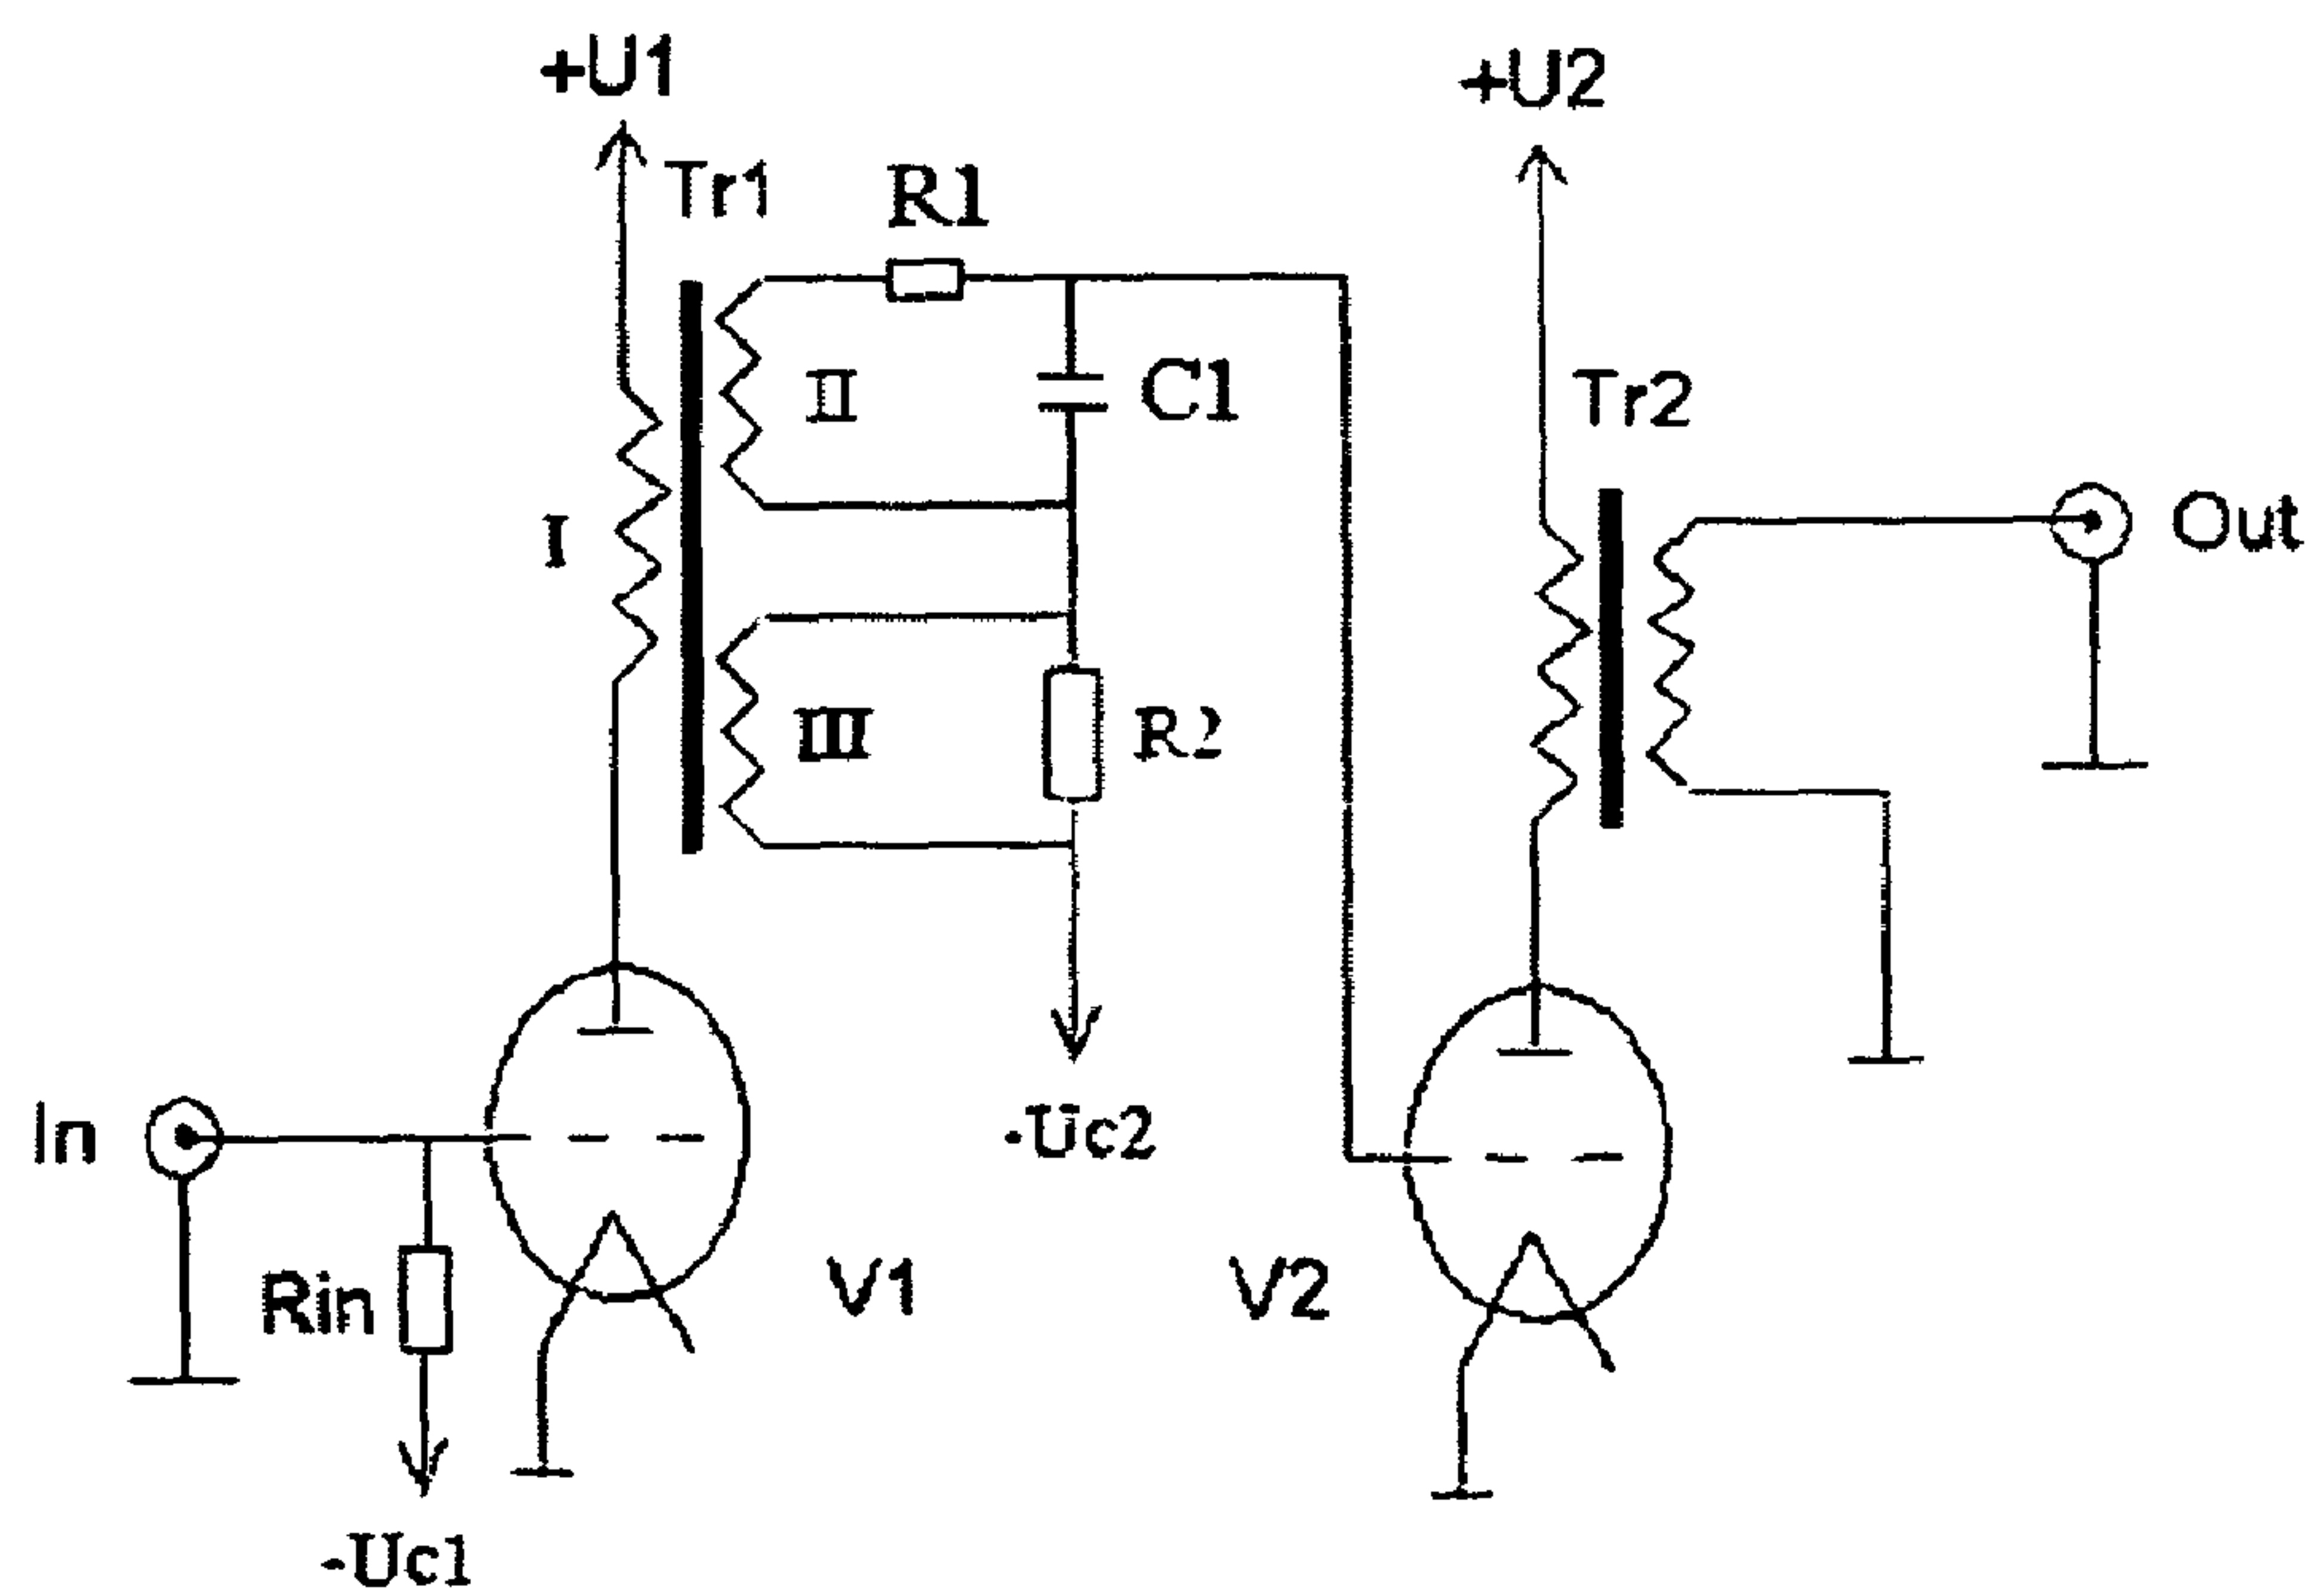 +U1
+U2
Tr1
R1
II
C1
Tr2
I
Out
III
R2
In
-Uc2
Rin
V1
V2
-Uc1